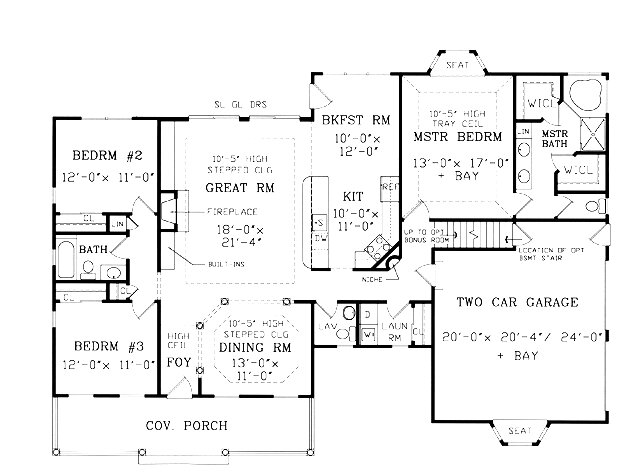 SEAT
SL GL DRS
BKFST RM
10'-0"x
12'-0"
10'-5" HIGH
TRAY CEIL
MSTR BEDRM
13'-0"x 17'-0"
+ BAY
WICL
LIN
MSTR
BATH
WICL
BEDRM #2
12'-0"x 11'-0"
10'-5" HIGH
STEPPED CLG
GREAT RM
FIREPLACE
18'-0"x
21'-4"
BUILT-INS
KIT
10'-0"x
11'-0"
REF
S
DW
CL
LIN
BATH
CL
CL
UP TO OPT
BONUS ROOM
LOCATION OF OPT
BSMT STAIR
NICHE
TWO CAR GARAGE
20'-0"x 20'-4"/ 24'-0"
+ BAY
BEDRM #3
12'-0"x 11'-0"
HIGH
CEIL
FOY
10'-5" HIGH
STEPPED CLG
DINING RM
13'-0"x
11'-0"
LAV
D
W
LAUN
RM
CL
COV. PORCH
SEAT